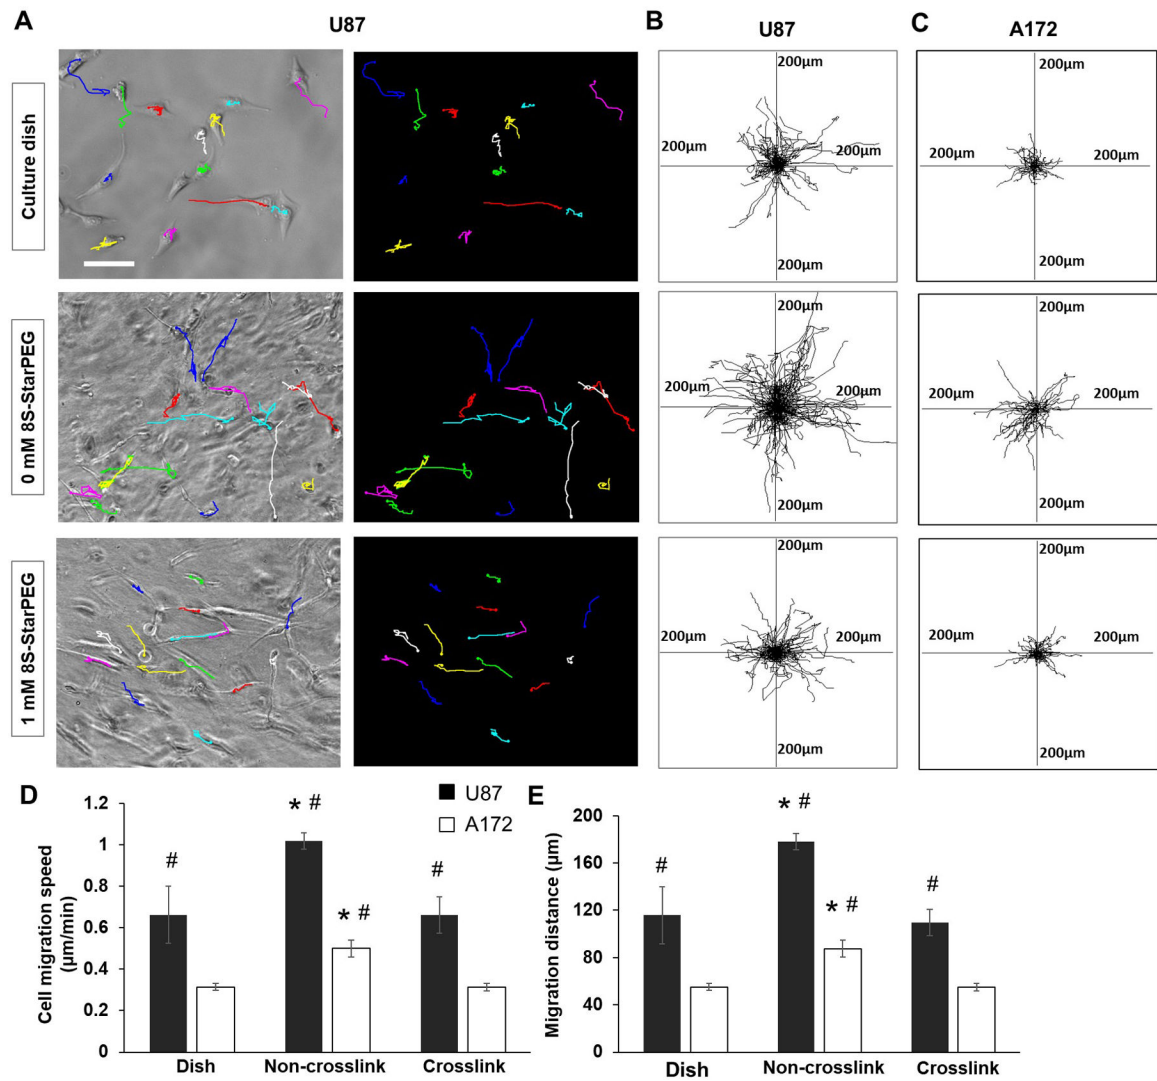 A
U87
B
U87
C
A172
Culture dish
200µm
200µm
200µm
200µm
200µm
200µm
200µm
200µm
0 mM 8S-StarPEG
200µm
200µm
200µm
200µm
200µm
200µm
200µm
200µm
1 mM 8S-StarPEG
200µm
200µm
200µm
200µm
200µm
200µm
200µm
200µm
D
Cell migration speed
(µm/min)
1.2
1
0.8
0.6
0.4
0.2
0
U87
A172
#
* #
* #
#
Dish
Non-crosslink
Crosslink
E
Migration distance (µm)
200
160
120
80
40
0
#
* #
* #
#
Dish
Non-crosslink
Crosslink